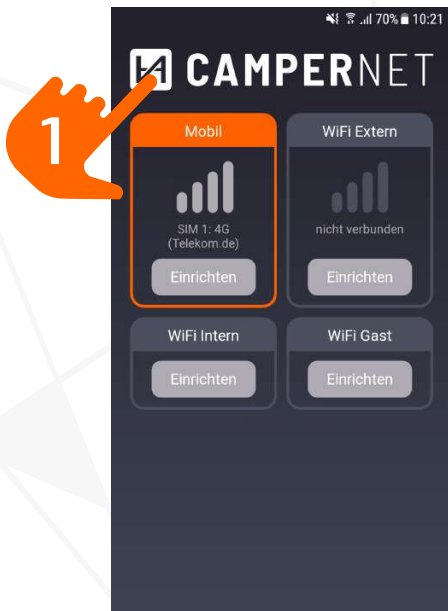 70% 10:21
CAMPERNET
1
Mobil
WiFi Extern
SIM 1: 4G
(Telekom.de)
nicht verbunden
Einrichten
Einrichten
WiFi Intern
WiFi Gast
Einrichten
Einrichten